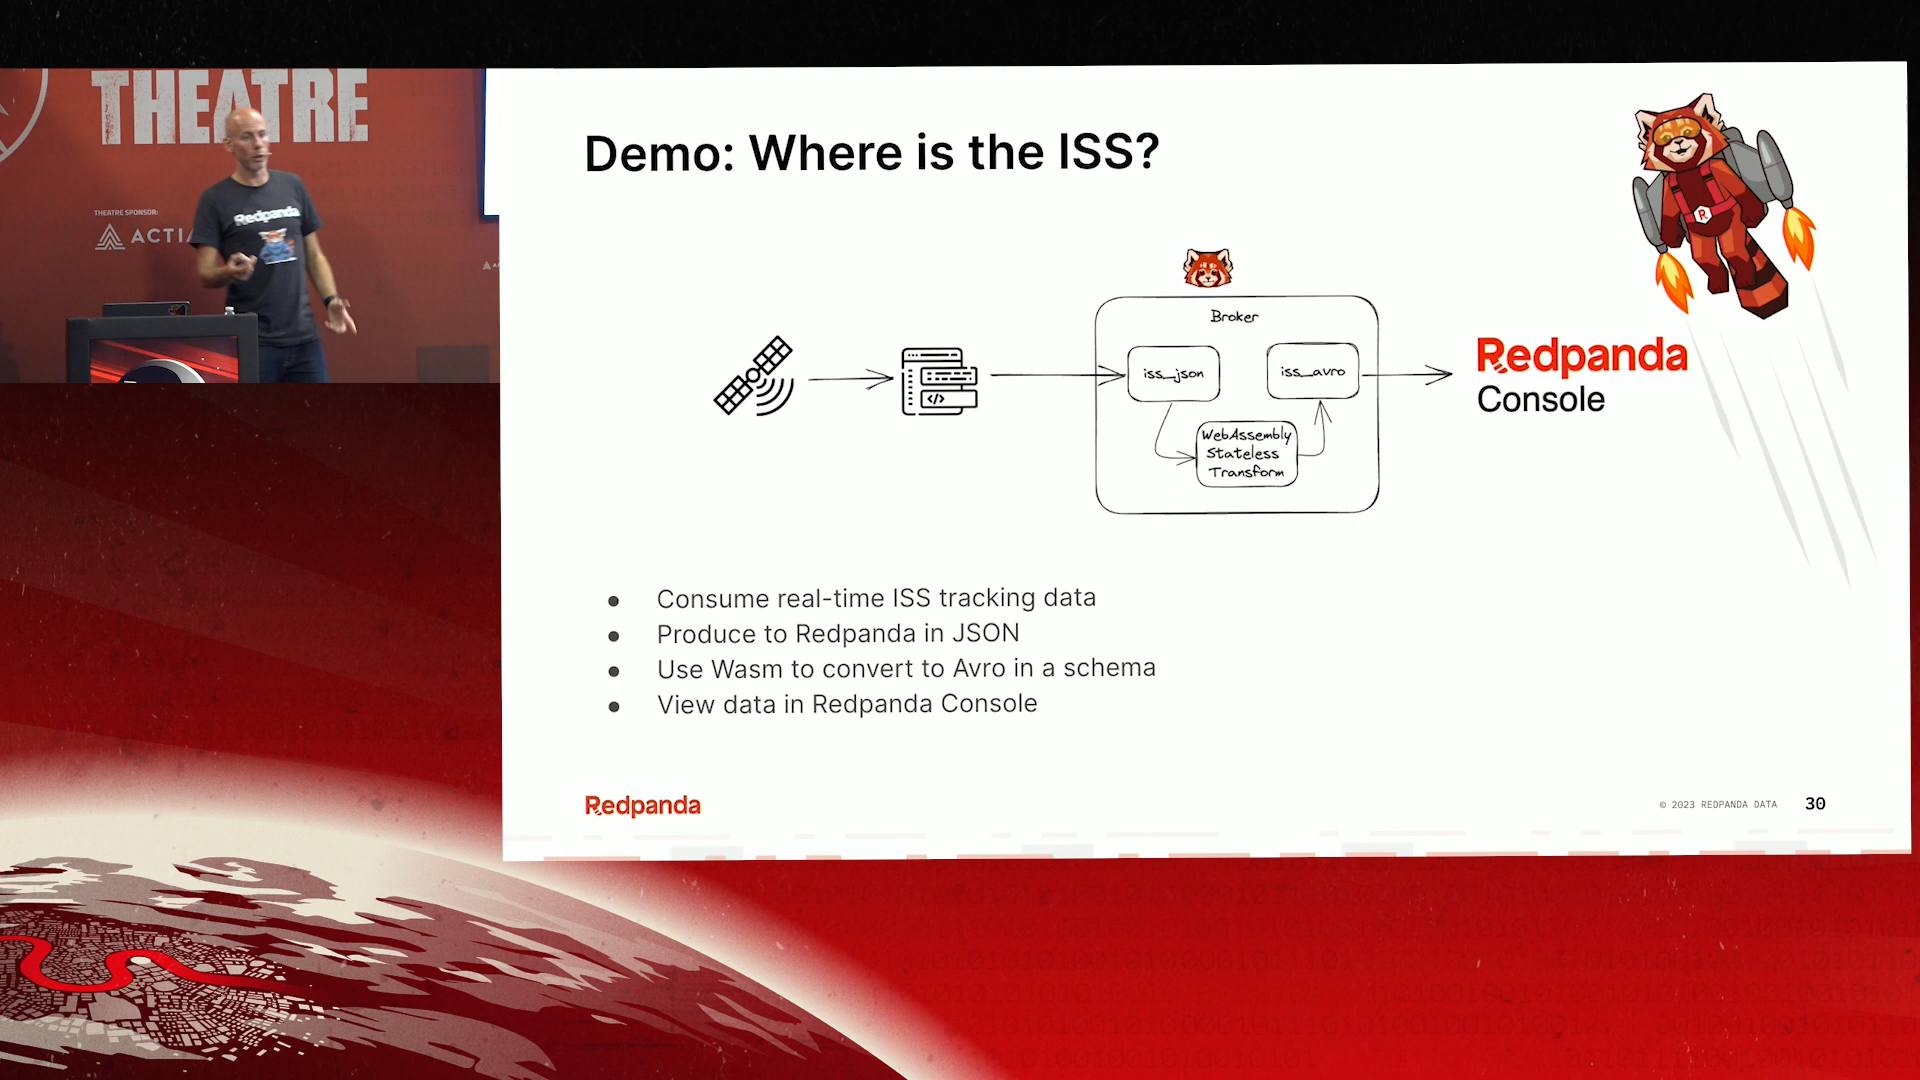 THEATRE
THEATRE SPONSOR:
ACTI
Redpanda
Demo: Where is the ISS?
Broker
iss_json
iss_avro
WebAssembly
Stateless
Transform
R
Redpanda
Console
● Consume real-time ISS tracking data
● Produce to Redpanda in JSON
● Use Wasm to convert to Avro in a schema
● View data in Redpanda Console
Redpanda
© 2023 REDPANDA DATA 30